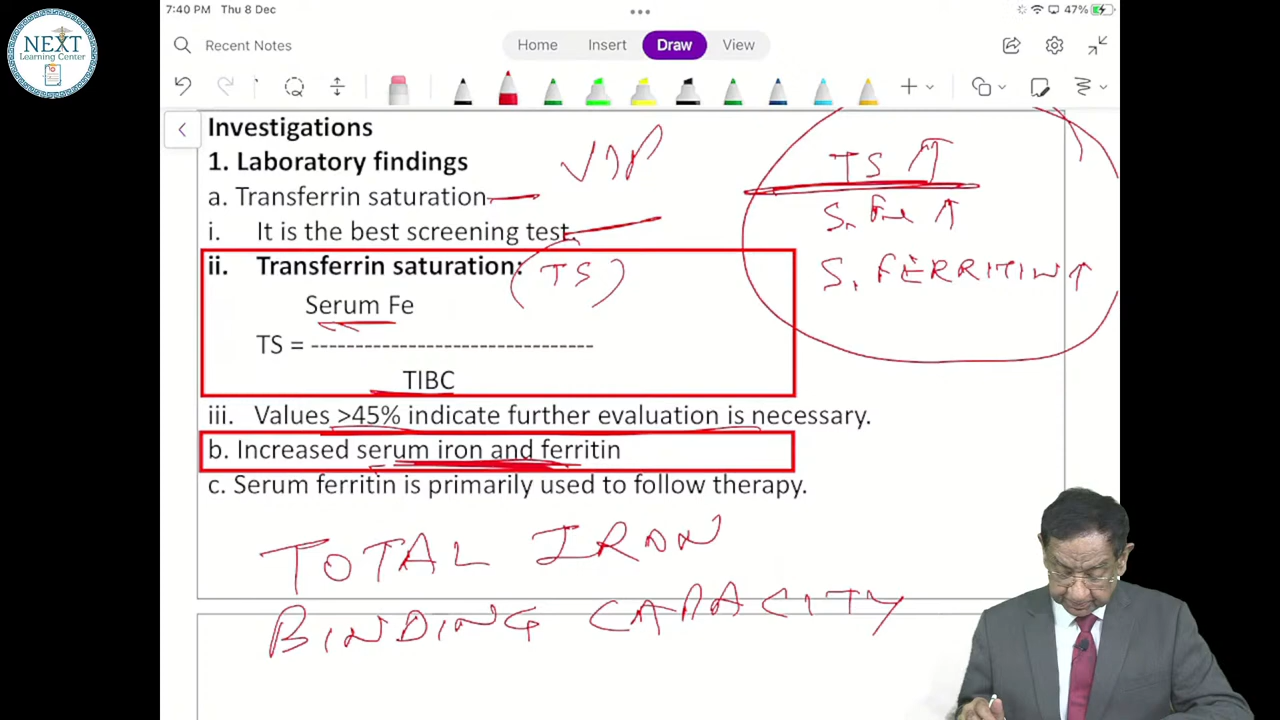 7:40 PM Thu 8 Dec
47%
NEXT
Learning Center
Recent Notes
Home Insert Draw View
Investigations
1. Laboratory findings
VIP
a. Transferrin saturation
i. It is the best screening test.
ii. Transferrin saturation:
(TS)
Serum Fe
TS = ------------------------------
TIBC
iii. Values >45% indicate further evaluation is necessary.
b. Increased serum iron and ferritin
c. Serum ferritin is primarily used to follow therapy.
TS ↑
S. Fe ↑
S. FERRITIN ↑
TOTAL IRON
BINDING CAPACITY